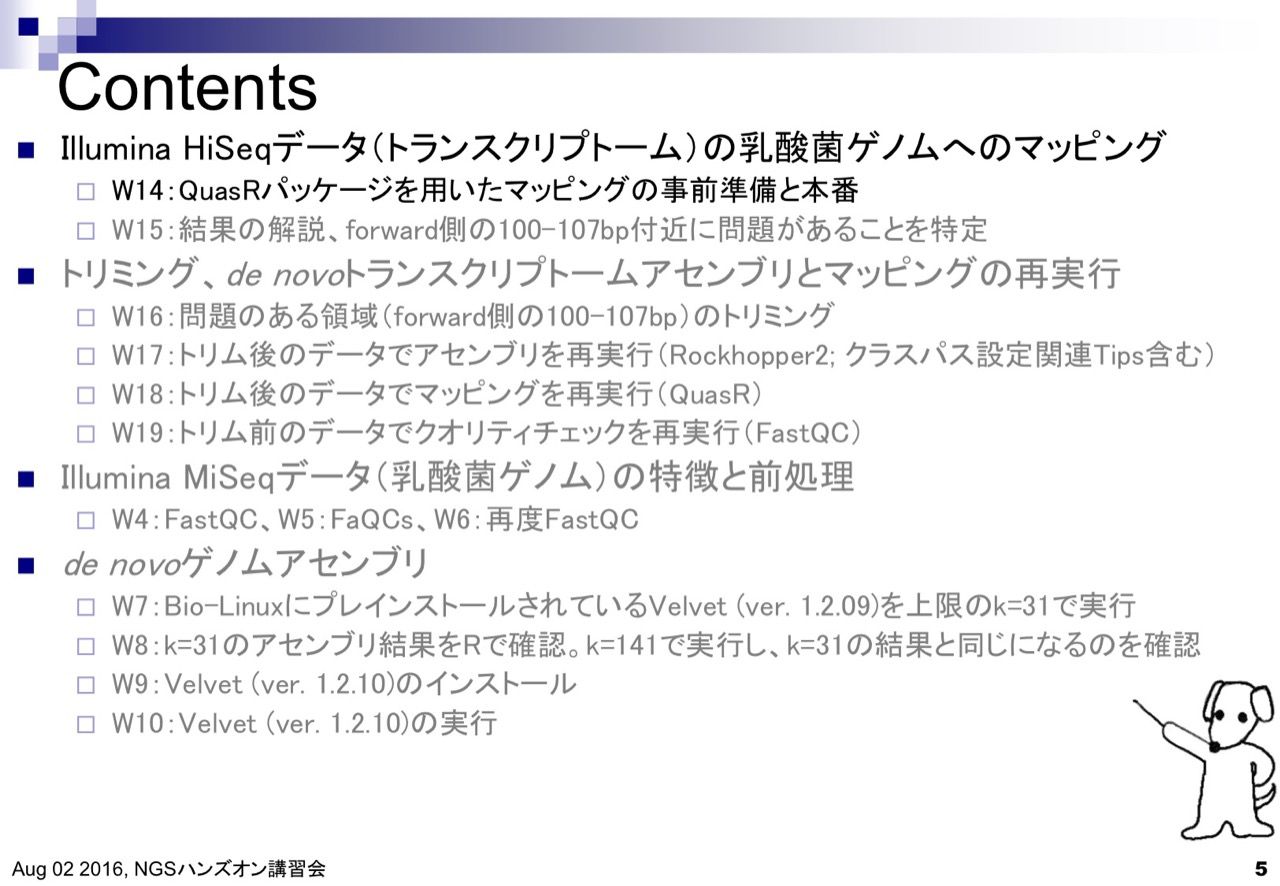 Contents
Illumina HiSeqデータ（トランスクリプトーム）の乳酸菌ゲノムへのマッピング
W14：QuasRパッケージを用いたマッピングの事前準備と本番
W15：結果の解説、forward側の100-107bp付近に問題があることを特定
トリミング、de novoトランスクリプトームアセンブリとマッピングの再実行
W16：問題のある領域（forward側の100-107bp）のトリミング
W17：トリム後のデータでアセンブリを再実行（Rockhopper2; クラスパス設定関連Tips含む）
W18：トリム後のデータでマッピングを再実行（QuasR）
W19：トリム前のデータでクオリティチェックを再実行（FastQC）
Illumina MiSeqデータ（乳酸菌ゲノム）の特徴と前処理
W4：FastQC、W5：FaQCs、W6：再度FastQC
de novoゲノムアセンブリ
W7：Bio-LinuxにプレインストールされているVelvet (ver. 1.2.09)を上限のk=31で実行
W8：k=31のアセンブリ結果をRで確認。k=141で実行し、k=31の結果と同じになるのを確認
W9：Velvet (ver. 1.2.10)のインストール
W10：Velvet (ver. 1.2.10)の実行
Aug 02 2016, NGSハンズオン講習会
5